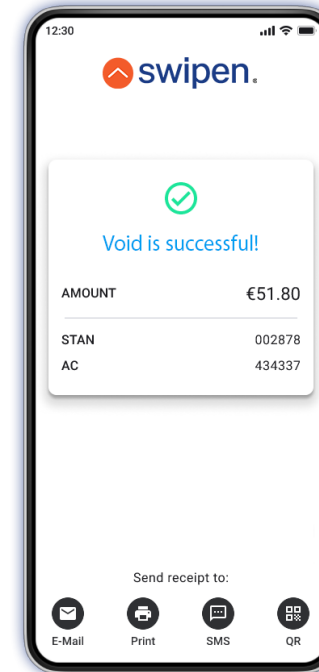 12:30
swipen.
Void is successful!
AMOUNT €51.80
STAN 002878
AC 434337
Send receipt to:
E-Mail Print SMS QR